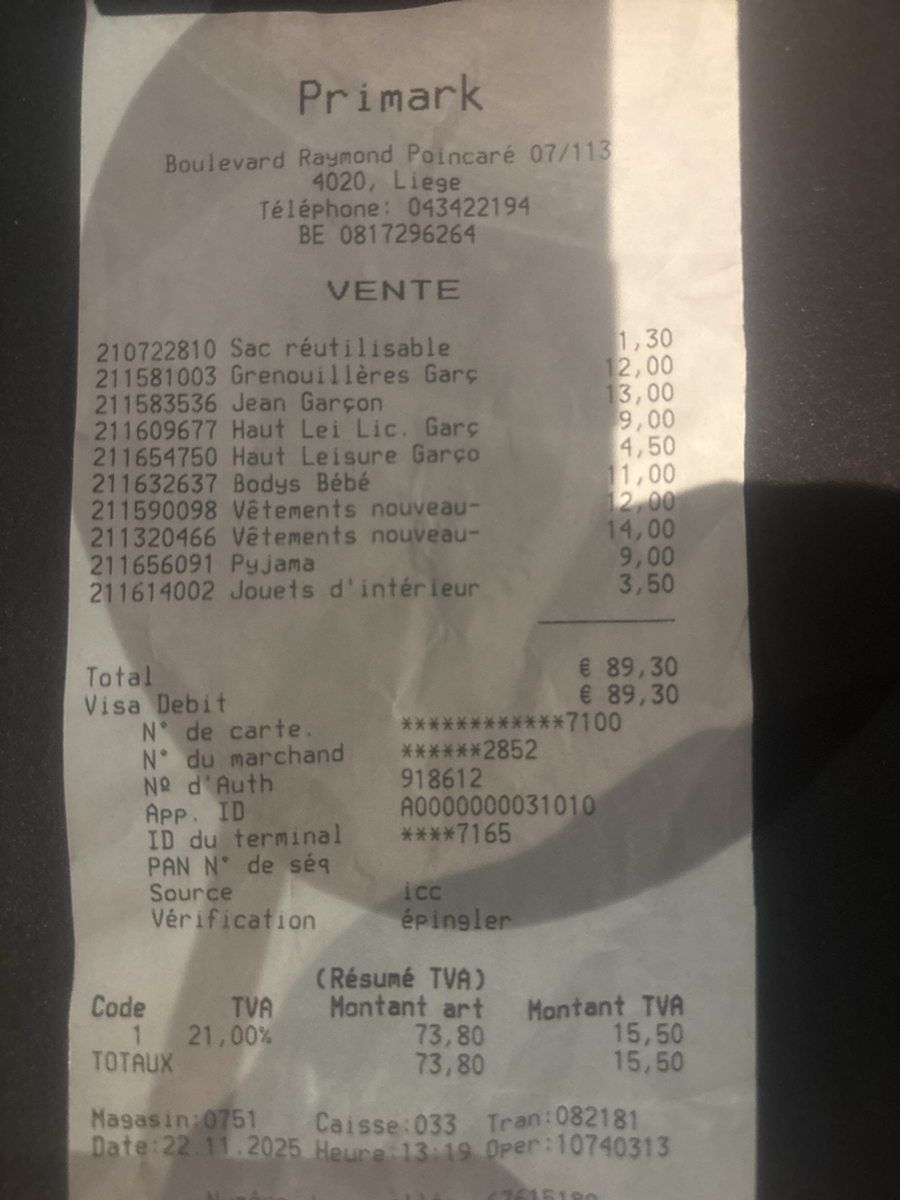 Primark
Boulevard Raymond Poincaré 07/113
4020, Liege
Téléphone: 043422194
BE 0817296264
VENTE
210722810 Sac réutilisable 1,30
211581003 Grenouillères Garç 12,00
211583536 Jean Garçon 13,00
211609677 Haut Lei Lic. Garç 9,00
211654750 Haut Leisure Garço 4,50
211632637 Bodys Bébé 11,00
211590098 Vêtements nouveau- 12,00
211320466 Vêtements nouveau- 14,00
211656091 Pyjama 9,00
211614002 Jouets d'intérieur 3,50
Total € 89,30
Visa Debit € 89,30
N° de carte. ************7100
N° du marchand ******2852
Nº d'Auth 918612
App. ID A0000000031010
ID du terminal ****7165
PAN N° de séq
Source icc
Vérification épingler
(Résumé TVA)
Code TVA Montant art Montant TVA
1 21,00% 73,80 15,50
TOTAUX 73,80 15,50
Magasin:0751 Caisse:033 Tran:082181
Date:22.11.2025 Heure:13:19 Oper:10740313